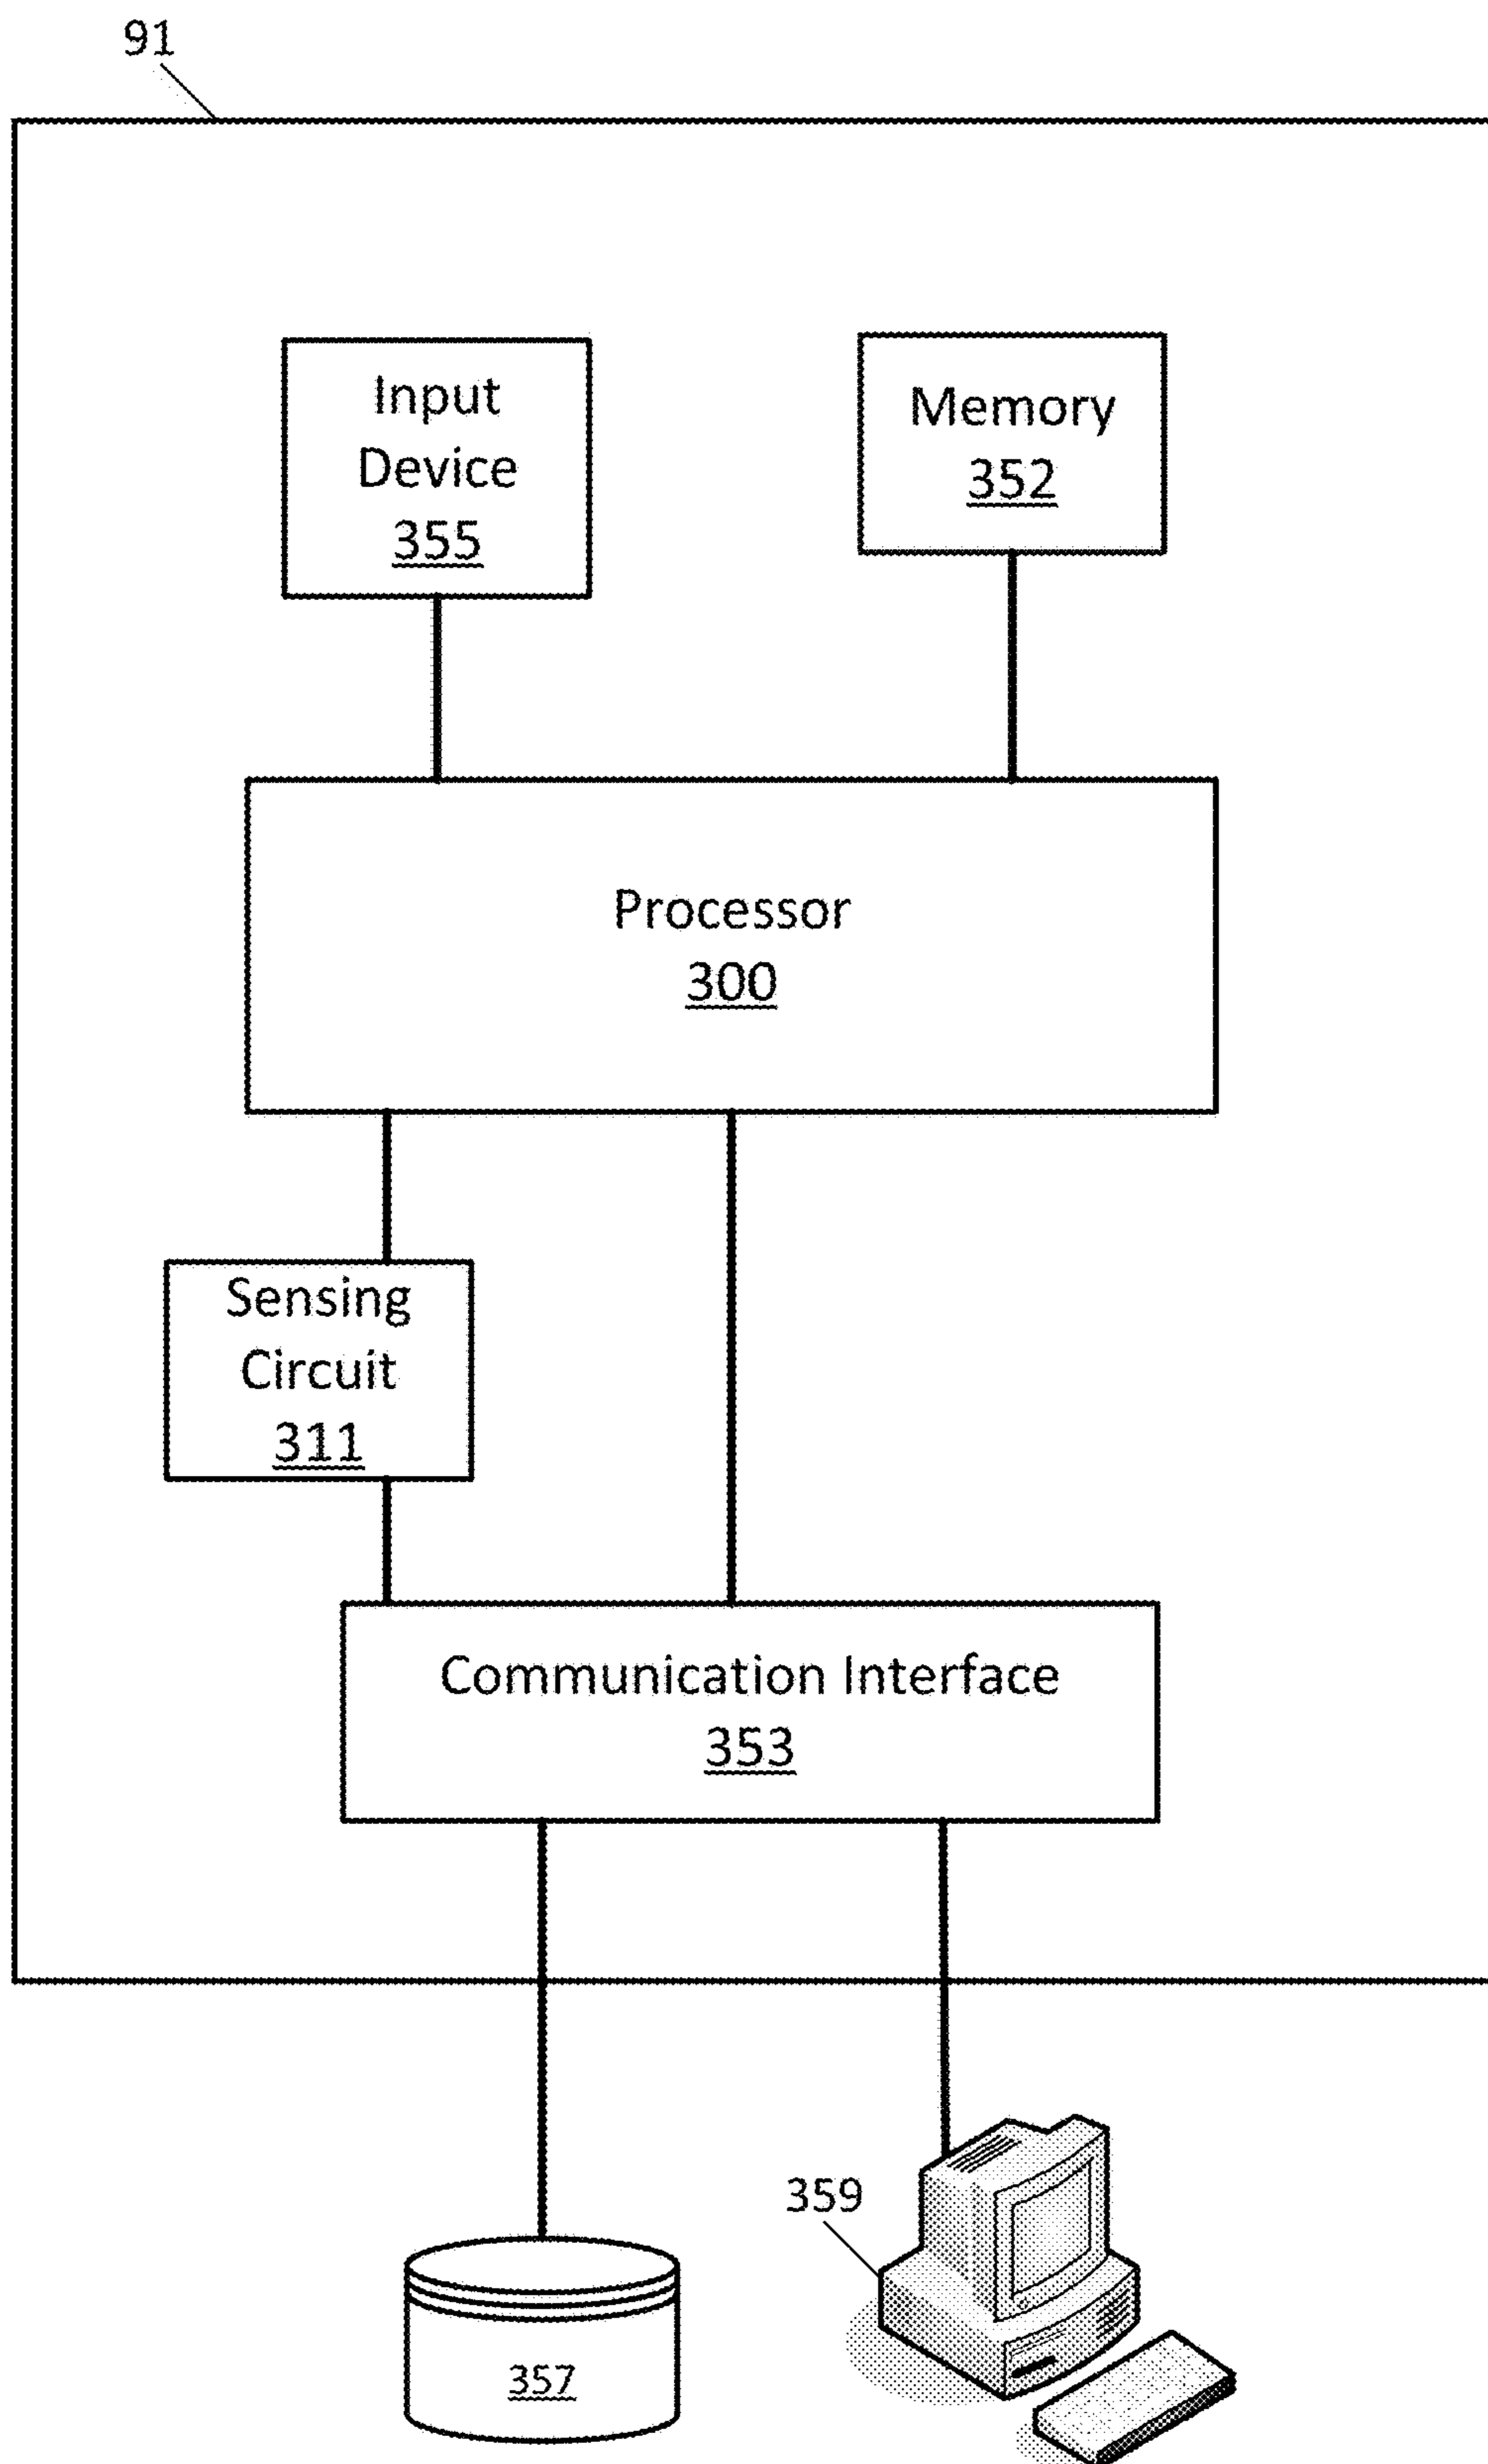 91
Input
Device
355
Memory
352
Processor
300
Sensing
Circuit
311
Communication Interface
353
359
357